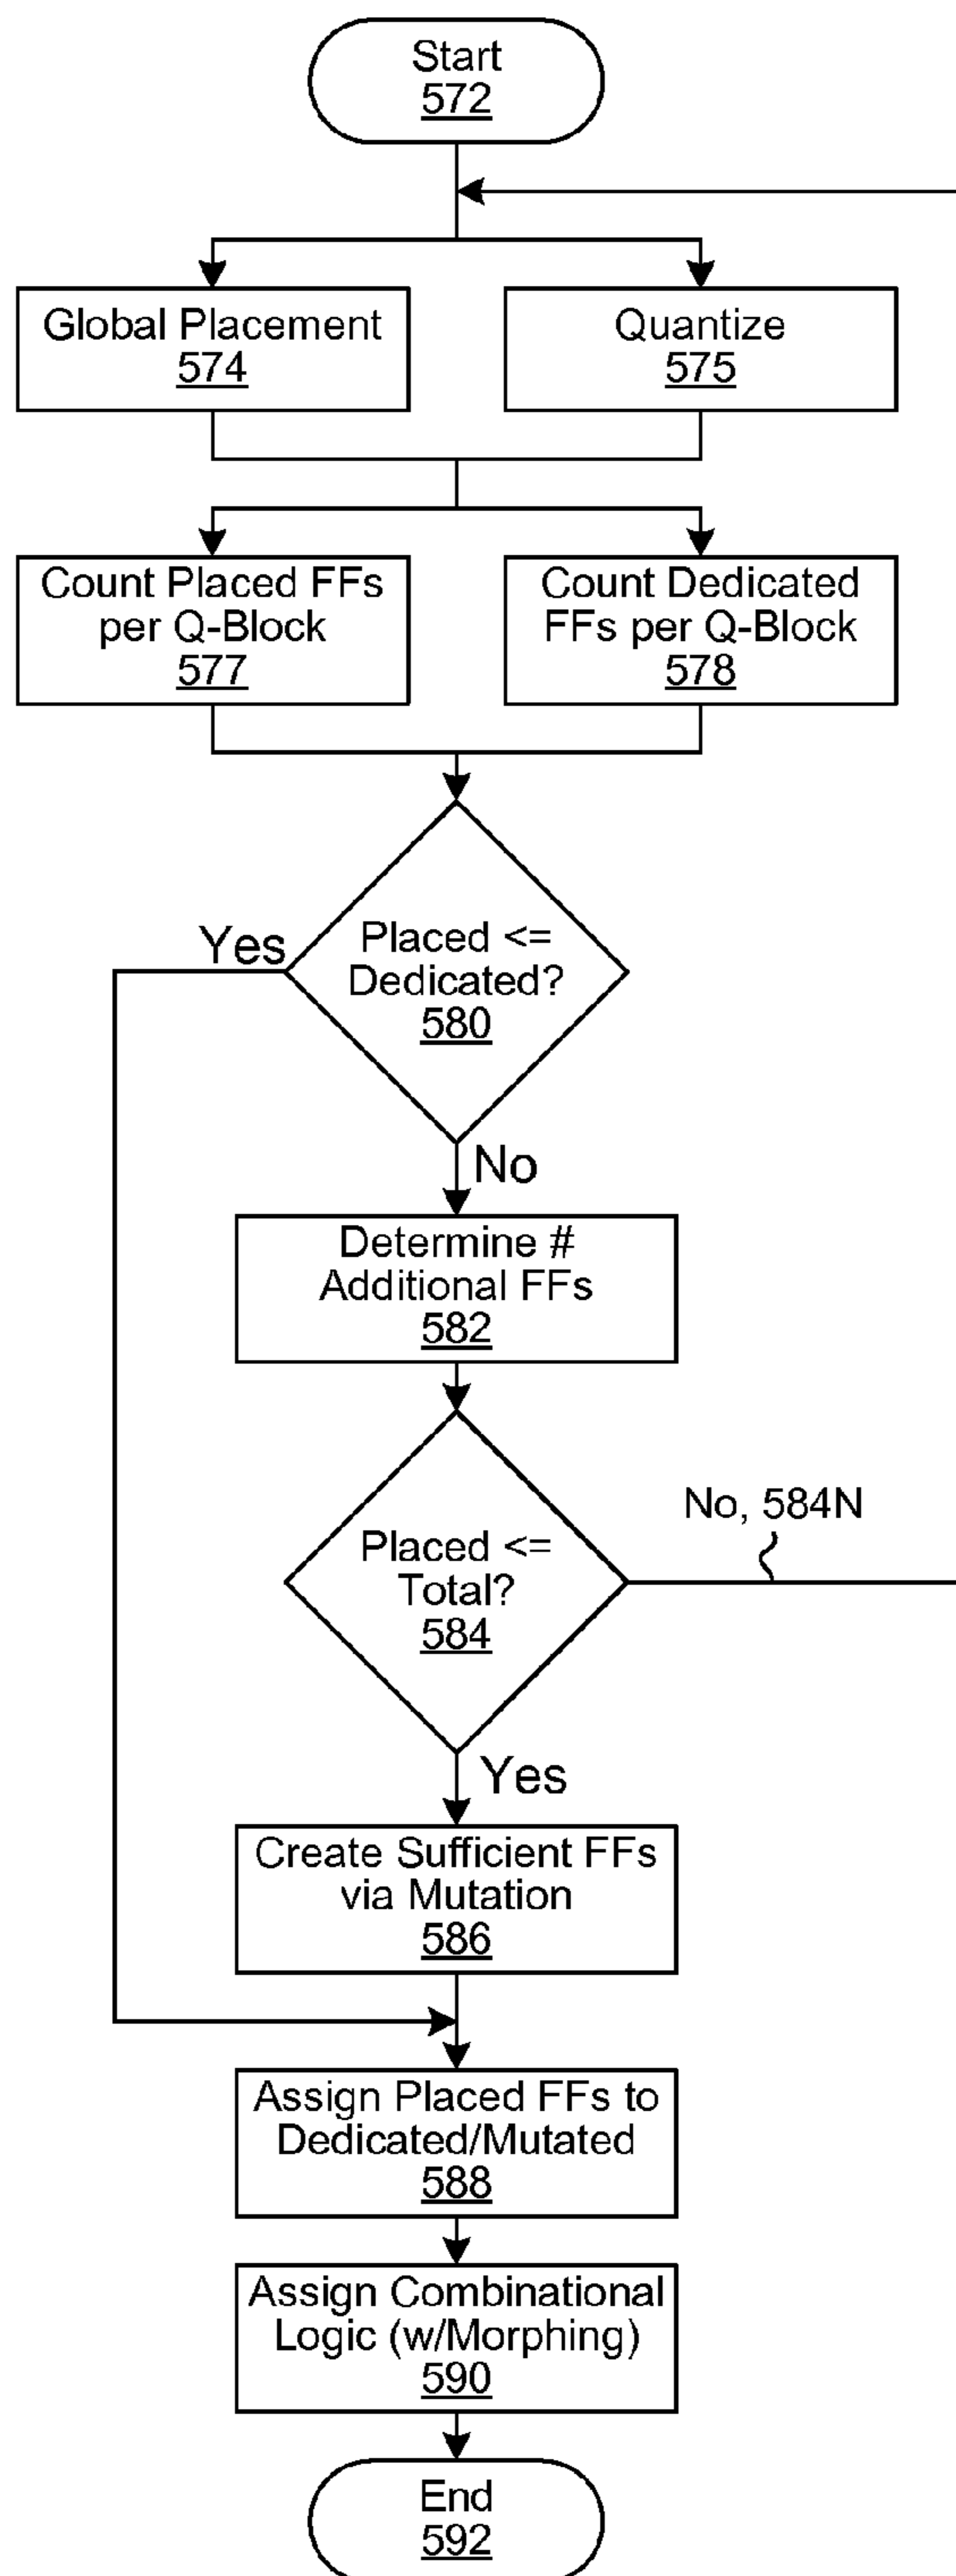 Start
572
Global Placement
574
Quantize
575
Count Placed FFs
per Q-Block
577
Count Dedicated
FFs per Q-Block
578
Yes
Placed <=
Dedicated?
580
No
Determine #
Additional FFs
582
No, 584N
Placed <=
Total?
584
Yes
Create Sufficient FFs
via Mutation
586
Assign Placed FFs to
Dedicated/Mutated
588
Assign Combinational
Logic (w/Morphing)
590
End
592